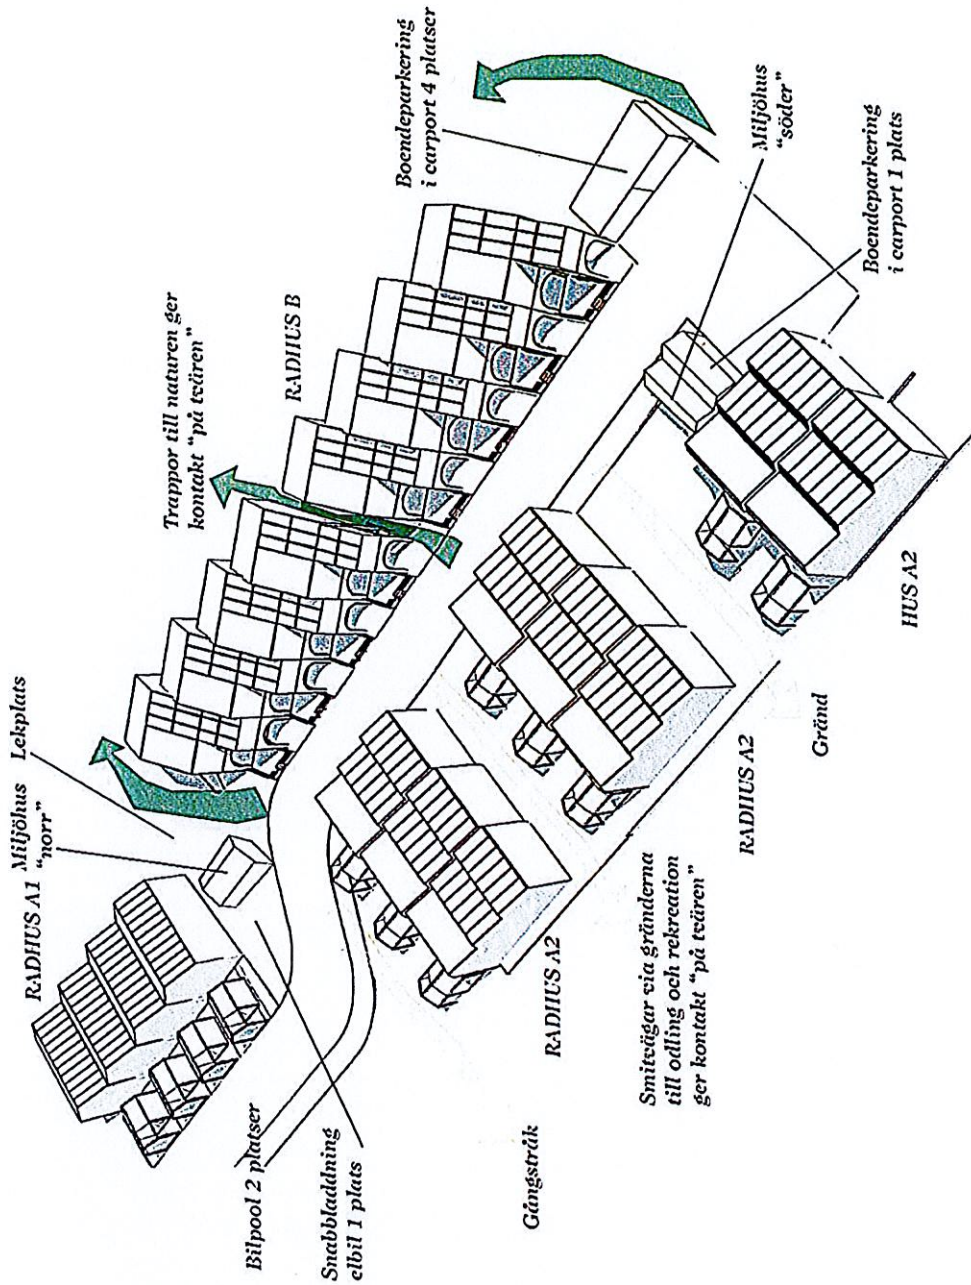 RADHUS A1
Miljöhus
"norr"
Lekplats
Trappor till naturen ger
kontakt "på tvären"
RADHUS B
Boendeparkering
i carport 4 platser
Miljöhus
"söder"
Boendeparkering
i carport 1 plats
Bilpool 2 platser
Snabbladdning
elbil 1 plats
Gångstråk
RADHUS A2
Smitvägar via gränderna
till odling och rekreation
ger kontakt "på tvären"
RADHUS A2
Gränd
HUS A2